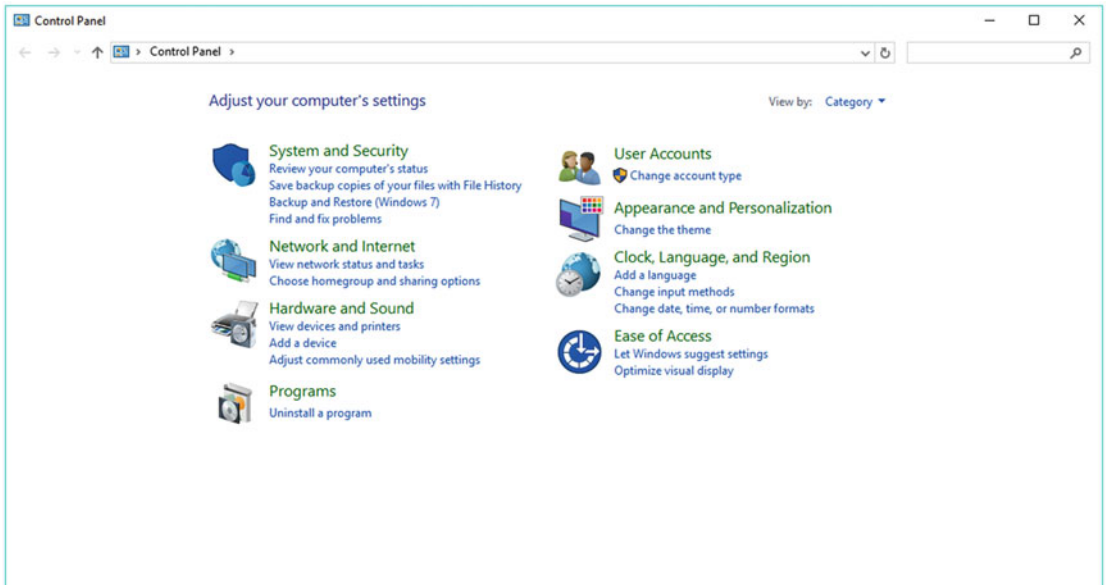 Control Panel
Control Panel
Adjust your computer's settings
View by: Category
System and Security
Review your computer's status
Save backup copies of your files with File History
Backup and Restore (Windows 7)
Find and fix problems
Network and Internet
View network status and tasks
Choose homegroup and sharing options
Hardware and Sound
View devices and printers
Add a device
Adjust commonly used mobility settings
Programs
Uninstall a program
User Accounts
Change account type
Appearance and Personalization
Change the theme
Clock, Language, and Region
Add a language
Change input methods
Change date, time, or number formats
Ease of Access
Let Windows suggest settings
Optimize visual display